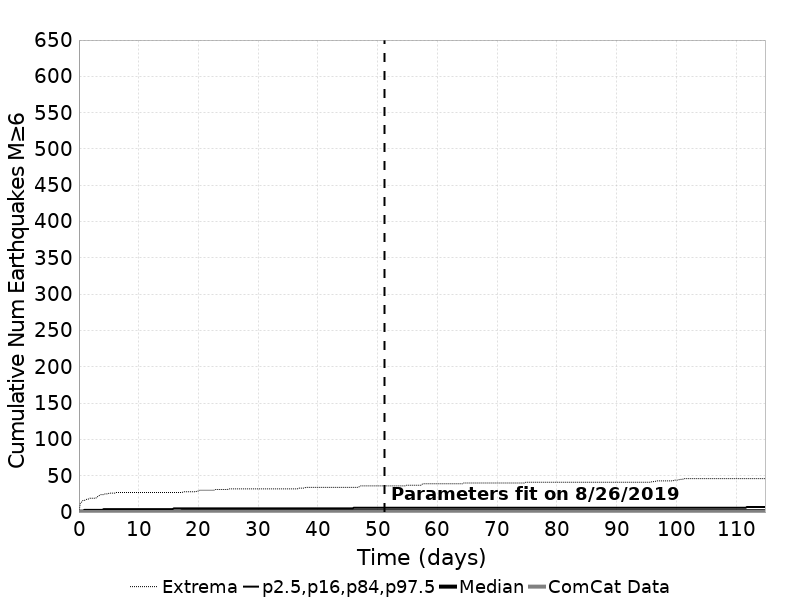 650
600
550
500
450
400
350
300
250
200
150
100
50
0
Cumulative Num Earthquakes M≥6
Parameters fit on 8/26/2019
0 10 20 30 40 50 60 70 80 90 100 110
Time (days)
Extrema p2.5,p16,p84,p97.5 Median ComCat Data